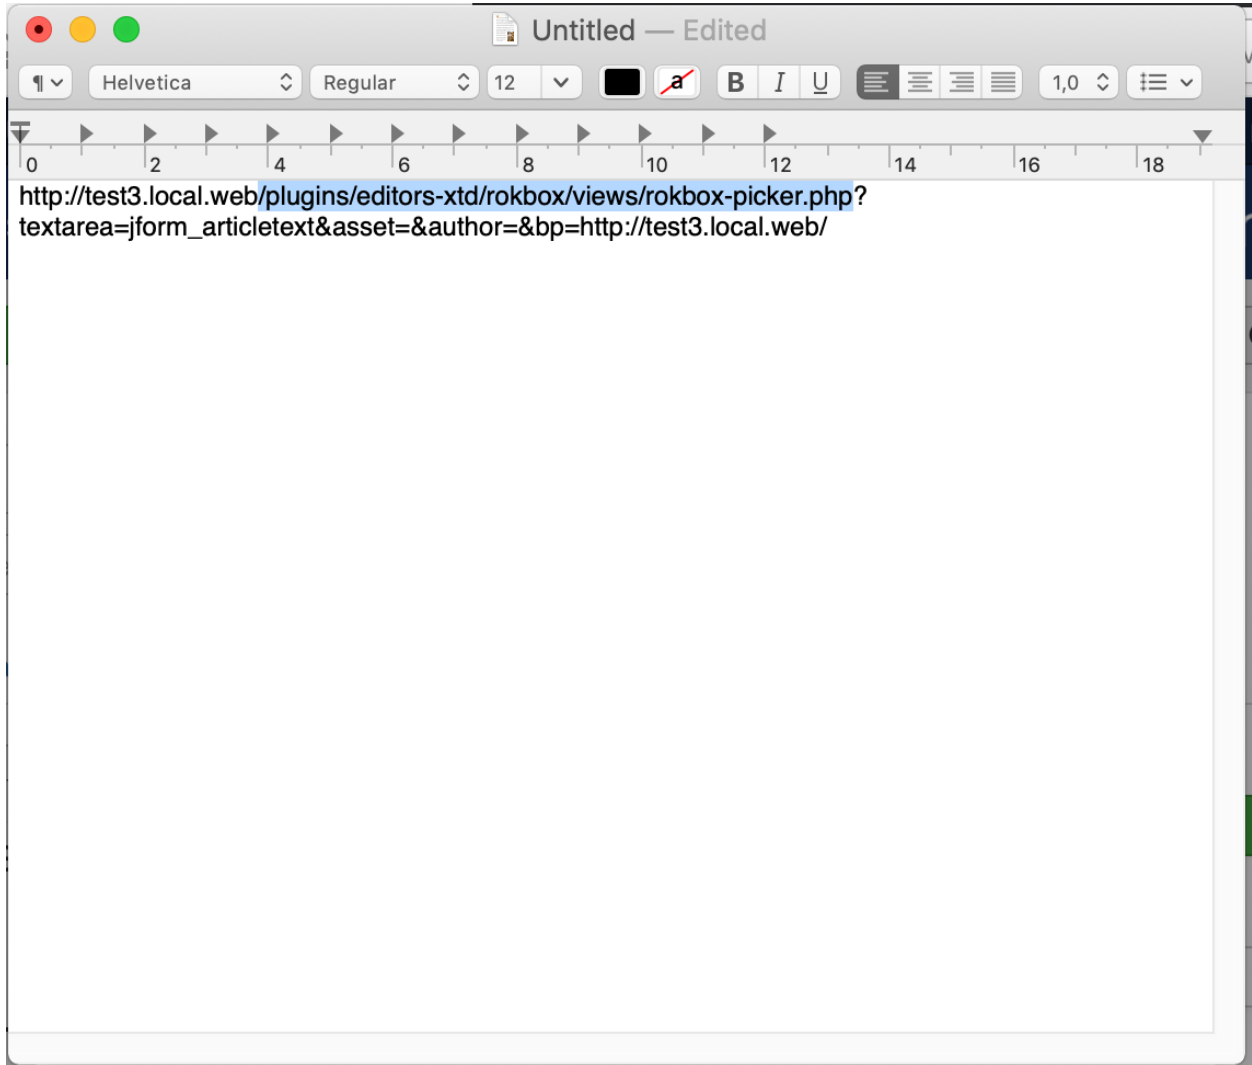 Untitled — Edited
¶ Helvetica Regular 12 a B I U 1,0
0 2 4 6 8 10 12 14 16 18
http://test3.local.web/plugins/editors-xtd/rokbox/views/rokbox-picker.php?
textarea=jform_articletext&asset=&author=&bp=http://test3.local.web/